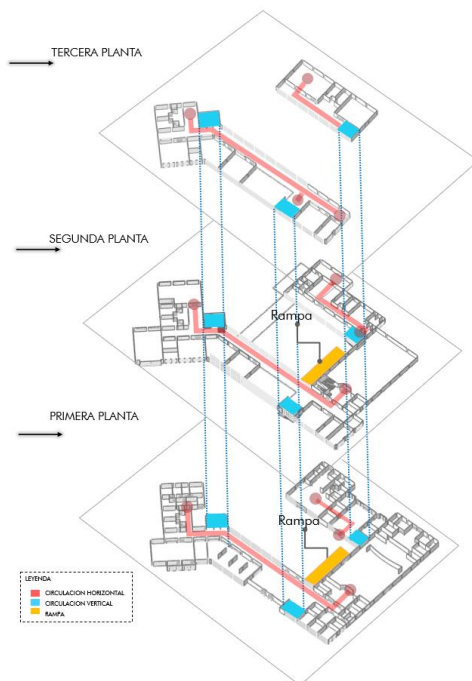 TERCERA PLANTA
SEGUNDA PLANTA
Rampa
PRIMERA PLANTA
Rampa
LEYENDA
CIRCULACION HORIZONTAL
CIRCULACION VERTICAL
RAMPA